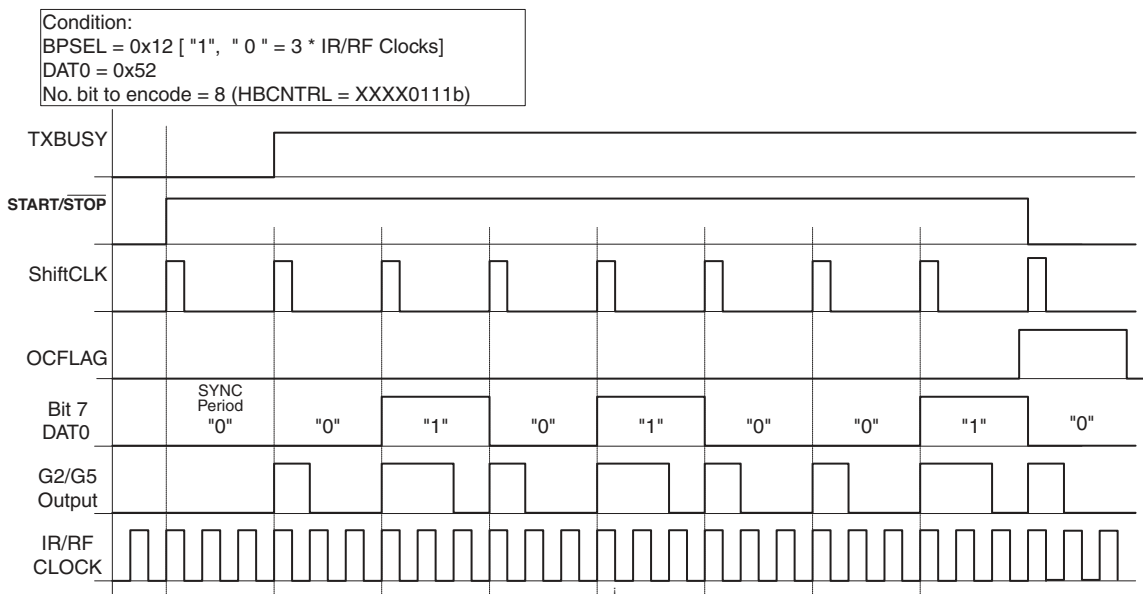 Condition:
BPSEL = 0x12 [ "1", " 0 " = 3 * IR/RF Clocks]
DAT0 = 0x52
No. bit to encode = 8 (HBCNTRL = XXXX0111b)
TXBUSY
START/STOP
ShiftCLK
OCFLAG
Bit 7
DAT0
SYNC
Period
"0" "0" "1" "0" "1" "0" "0" "1" "0"
G2/G5
Output
IR/RF
CLOCK